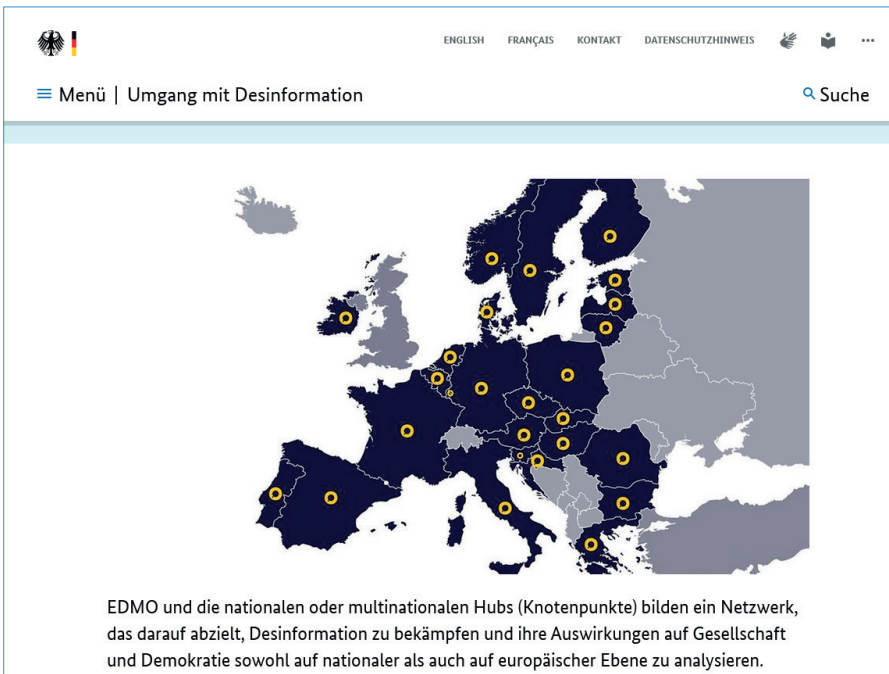 ENGLISH FRANÇAIS KONTAKT DATENSCHUTZHINWEIS
Menü | Umgang mit Desinformation Suche
EDMO und die nationalen oder multinationalen Hubs (Knotenpunkte) bilden ein Netzwerk,
das darauf abzielt, Desinformation zu bekämpfen und ihre Auswirkungen auf Gesellschaft
und Demokratie sowohl auf nationaler als auch auf europäischer Ebene zu analysieren.